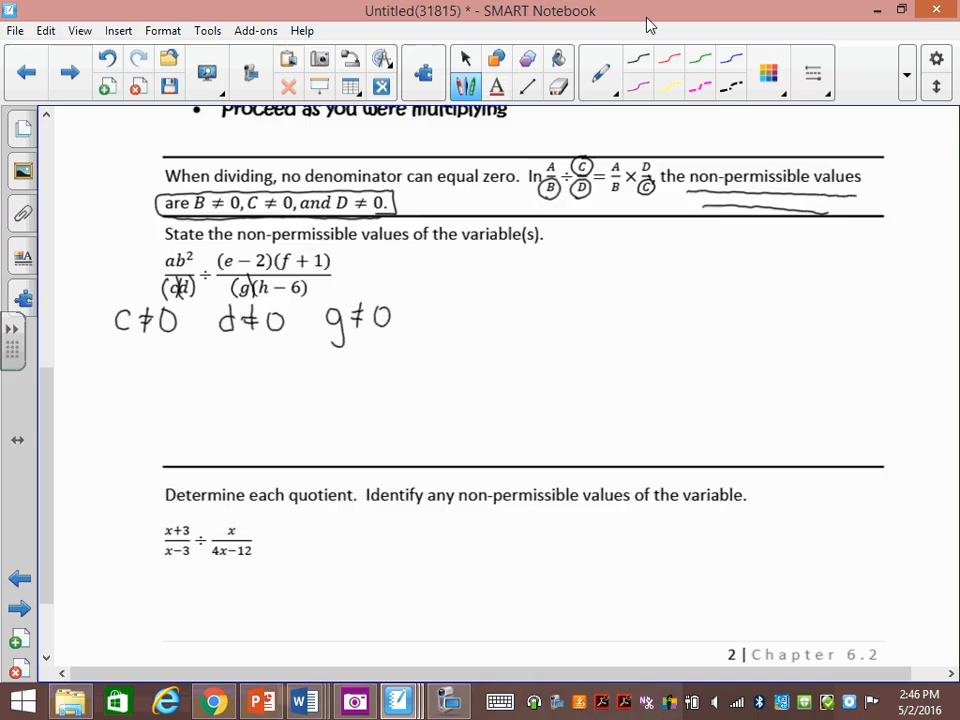 Untitled(31815) * - SMART Notebook
File Edit View Insert Format Tools Add-ons Help
• Proceed as you were multiplying
When dividing, no denominator can equal zero. In A/B ÷ C/D = A/B × D/C, the non-permissible values
are B ≠ 0, C ≠ 0, and D ≠ 0.
State the non-permissible values of the variable(s).
ab²/cd ÷ (e − 2)(f + 1)/g(h − 6)
c ≠ 0 d ≠ 0 g ≠ 0
Determine each quotient. Identify any non-permissible values of the variable.
x+3/x−3 ÷ x/4x−12
2 | Chapter 6.2
2:46 PM
5/2/2016